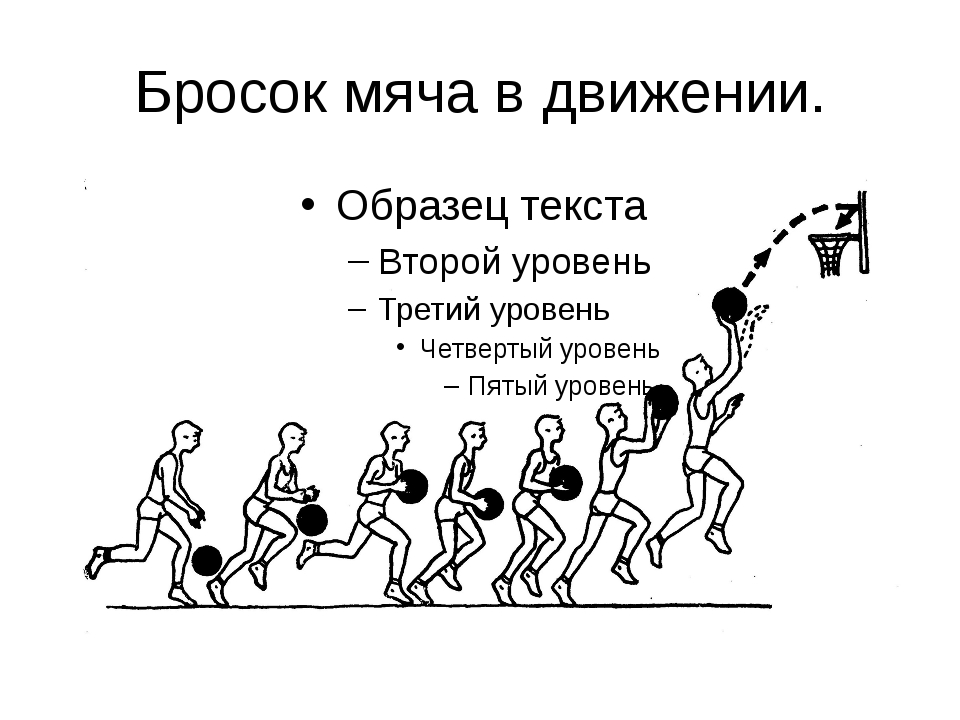 Бросок мяча в движении.
• Образец текста
– Второй уровень
– Третий уровень
• Четвертый уровень
– Пятый уровень